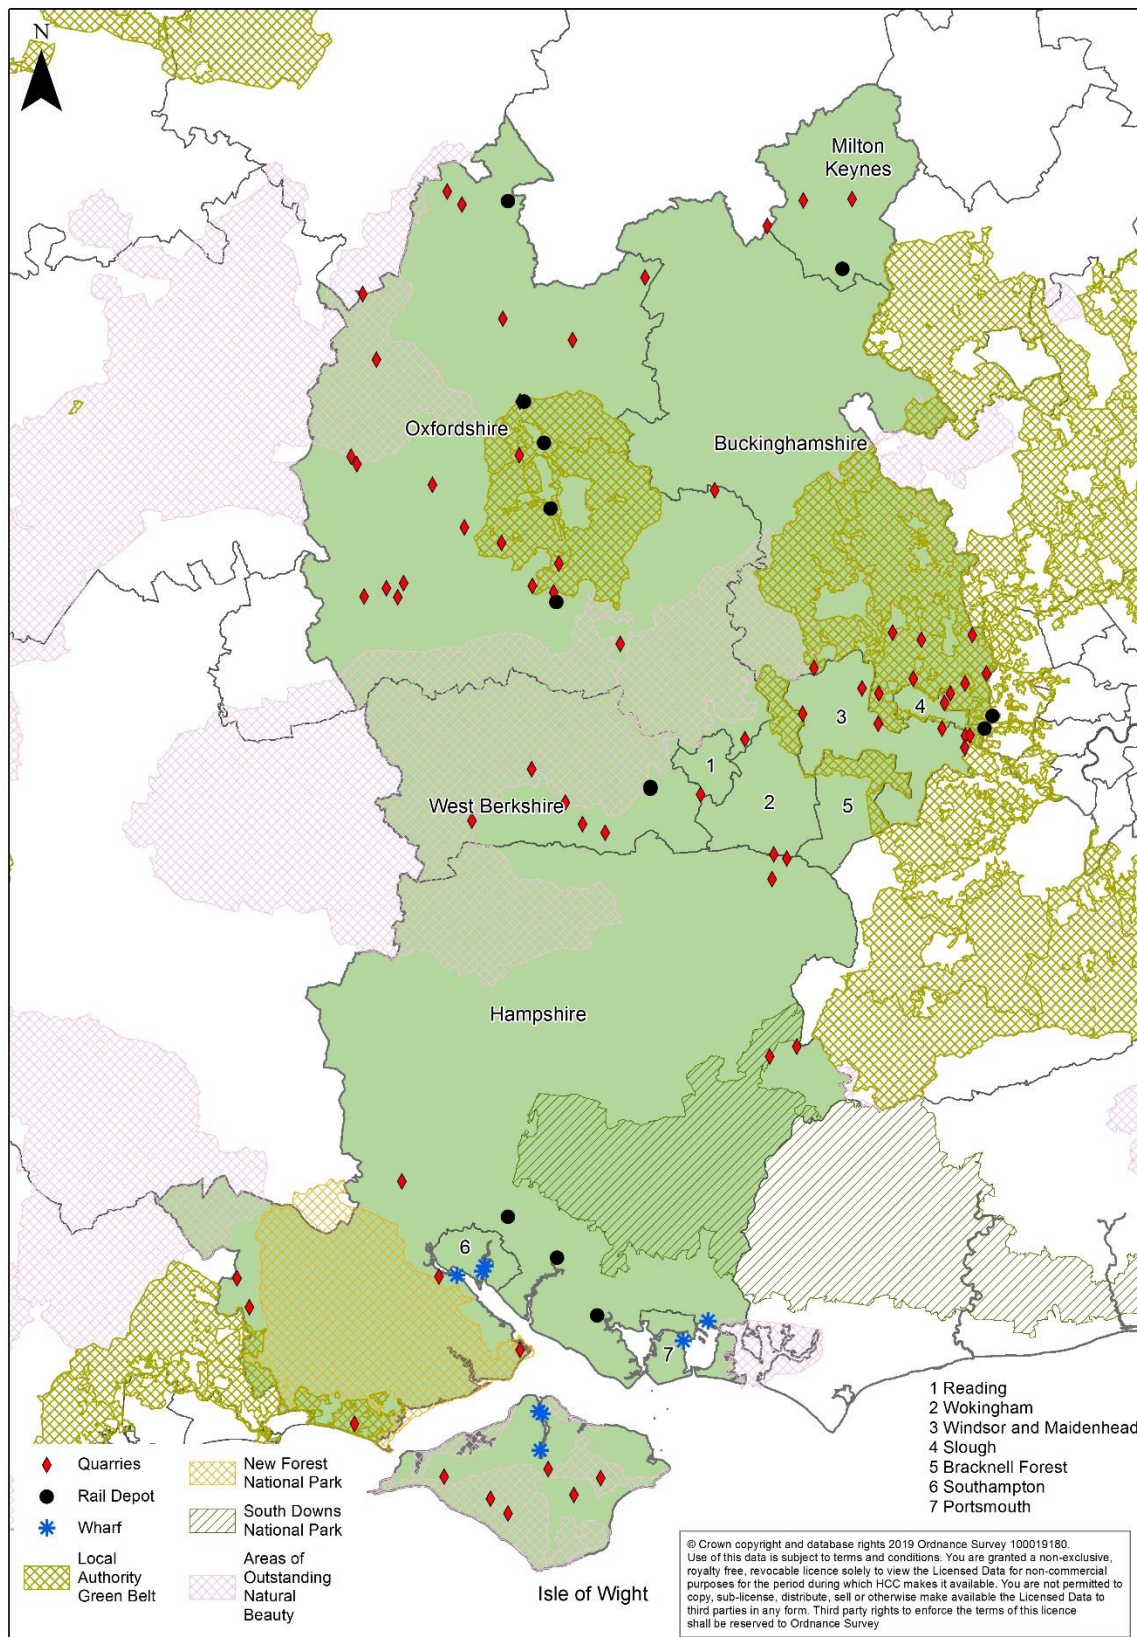 N
Milton
Keynes
Oxfordshire
Buckinghamshire
3
4
1
2
5
West Berkshire
Hampshire
6
7
1 Reading
2 Wokingham
3 Windsor and Maidenhead
4 Slough
5 Bracknell Forest
6 Southampton
7 Portsmouth
Quarries
Rail Depot
Wharf
Local
Authority
Green Belt
New Forest
National Park
South Downs
National Park
Areas of
Outstanding
Natural
Beauty
Isle of Wight
© Crown copyright and database rights 2019 Ordnance Survey 100019180.
Use of this data is subject to terms and conditions. You are granted a non-exclusive,
royalty free, revocable licence solely to view the Licensed Data for non-commercial
purposes for the period during which HCC makes it available. You are not permitted to
copy, sub-license, distribute, sell or otherwise make available the Licensed Data to
third parties in any form. Third party rights to enforce the terms of this licence
shall be reserved to Ordnance Survey